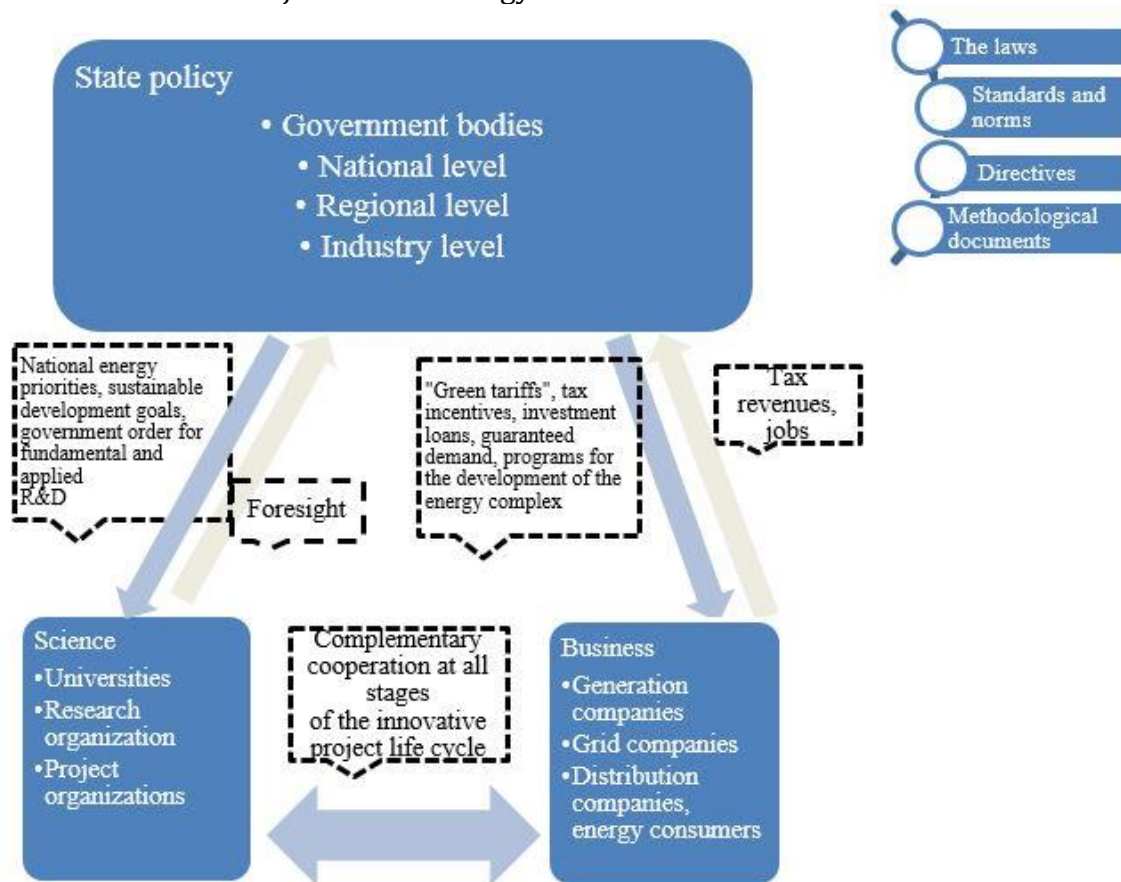 State policy
• Government bodies
• National level
• Regional level
• Industry level
The laws
Standards and
norms
Directives
Methodological
documents
National energy
priorities, sustainable
development goals,
government order for
fundamental and
applied
R&D
Foresight
"Green tariffs", tax
incentives, investment
loans, guaranteed
demand, programs for
the development of the
energy complex
Tax
revenues,
jobs
Science
•Universities
•Research
organization
•Project
organizations
Complementary
cooperation at all
stages
of the innovative
project life cycle
Business
•Generation
companies
•Grid companies
•Distribution
companies,
energy consumers